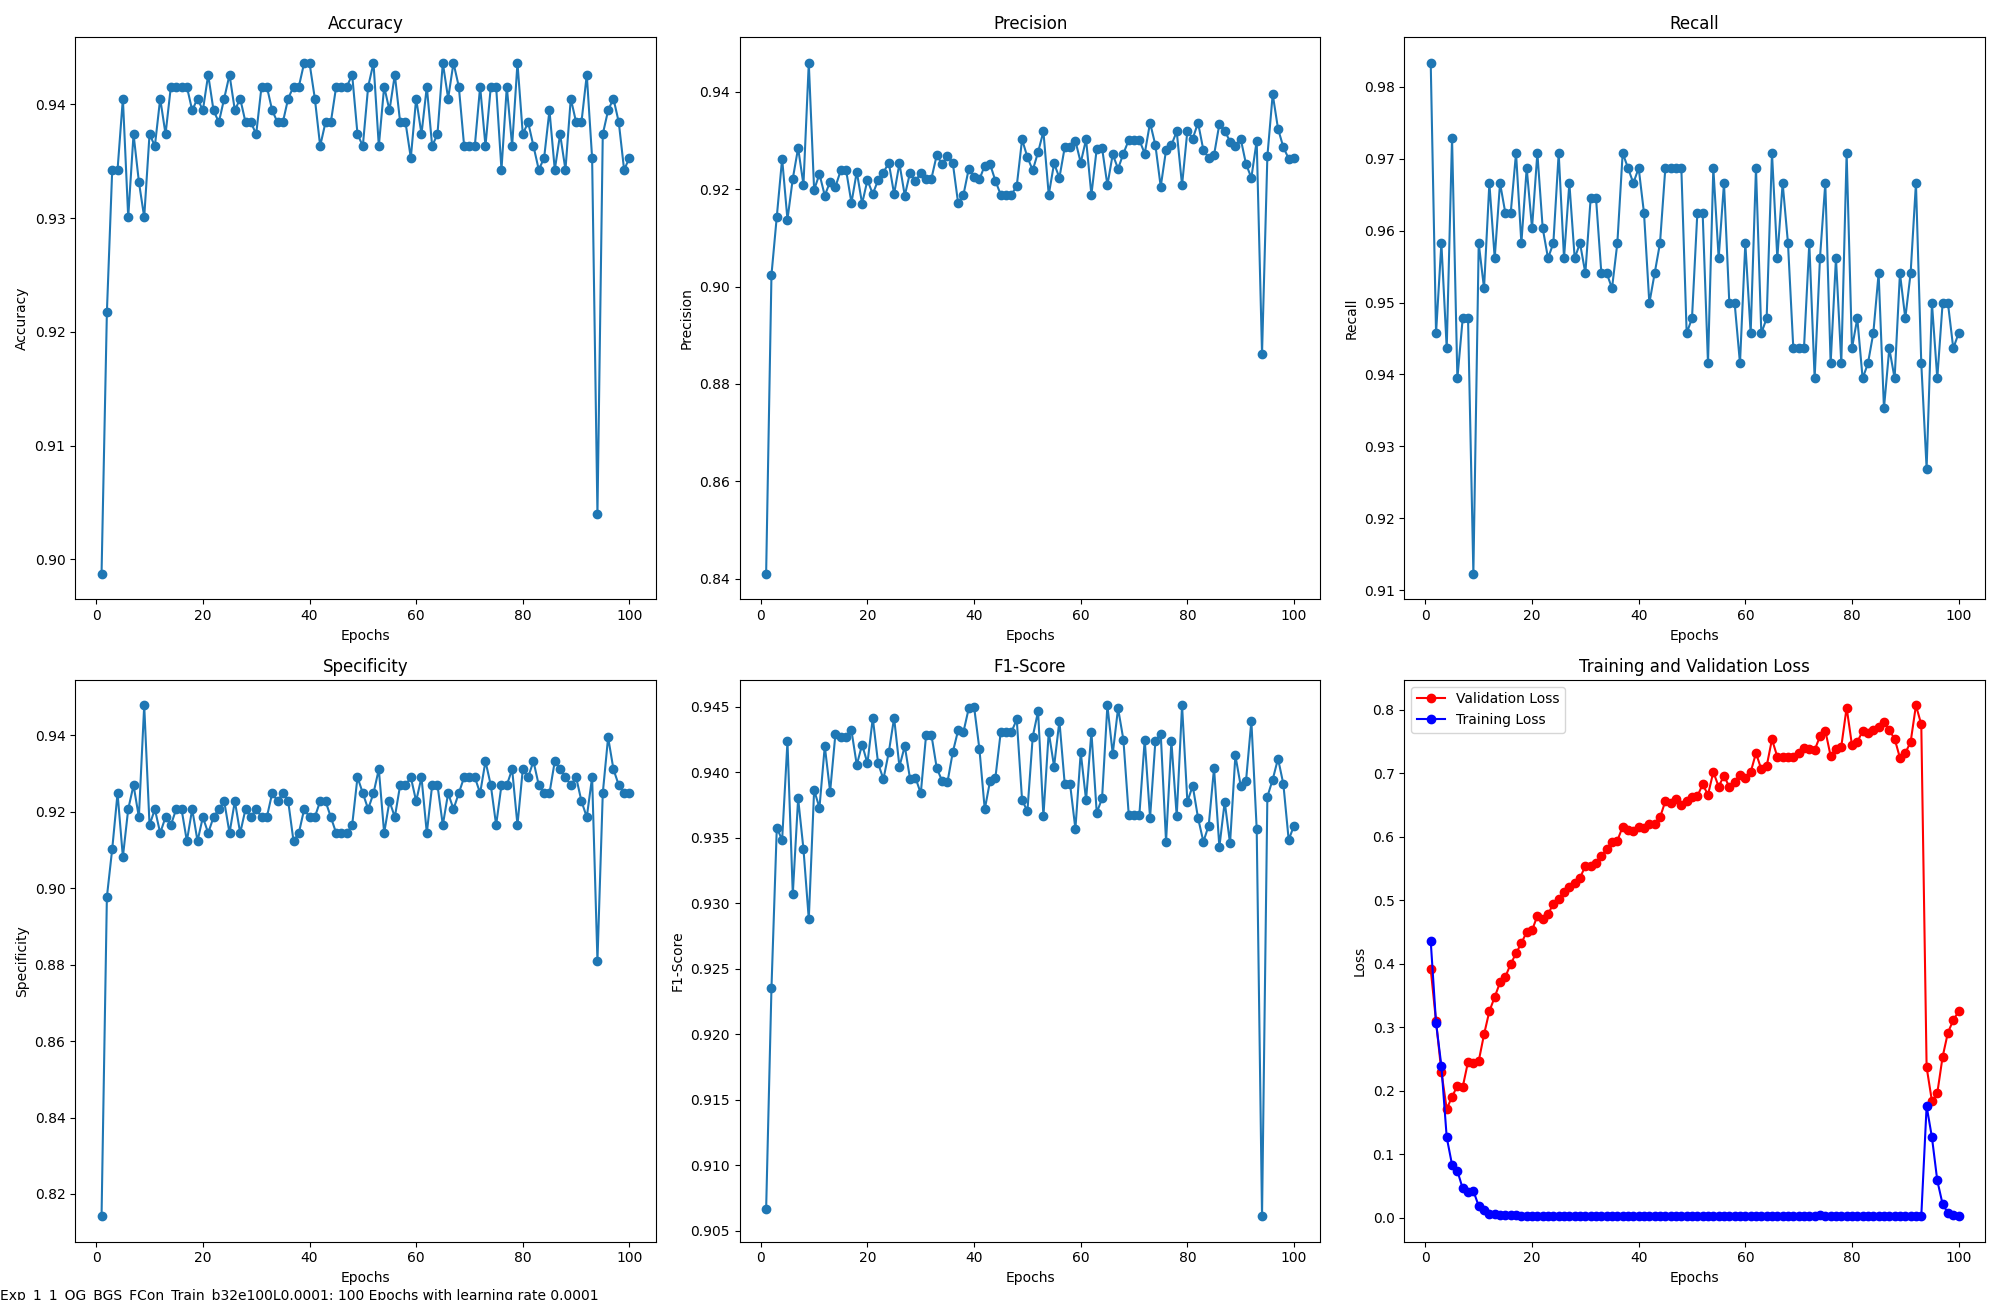 Accuracy
Accuracy
0.94
0.93
0.92
0.91
0.90
0 20 40 60 80 100
Epochs
Precision
Precision
0.94
0.92
0.90
0.88
0.86
0.84
0 20 40 60 80 100
Epochs
Recall
Recall
0.98
0.97
0.96
0.95
0.94
0.93
0.92
0.91
0 20 40 60 80 100
Epochs
Specificity
Specificity
0.94
0.92
0.90
0.88
0.86
0.84
0.82
0 20 40 60 80 100
Epochs
F1-Score
F1-Score
0.945
0.940
0.935
0.930
0.925
0.920
0.915
0.910
0.905
0 20 40 60 80 100
Epochs
Training and Validation Loss
Validation Loss
Training Loss
Loss
0.8
0.7
0.6
0.5
0.4
0.3
0.2
0.1
0.0
0 20 40 60 80 100
Epochs
Exp_1_1_OG_BGS_FCon_Train_b32e100L0.0001: 100 Epochs with learning rate 0.0001